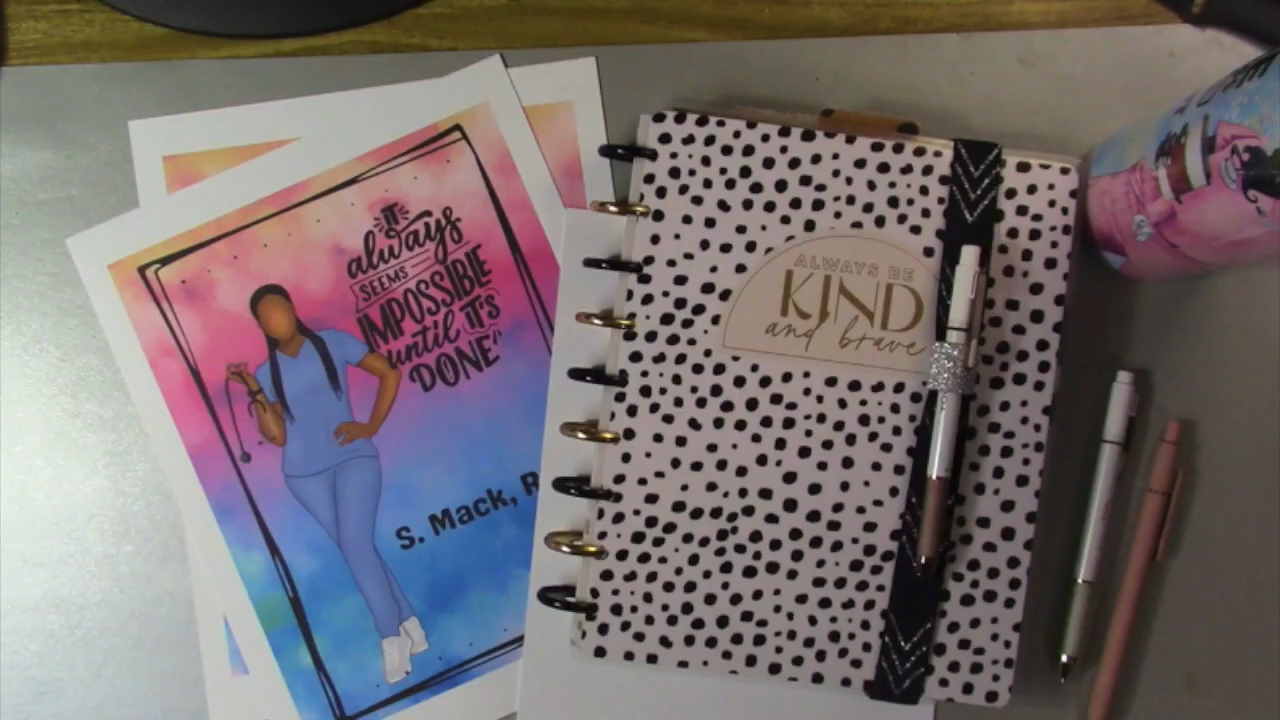 IT
always
SEEMS
IMPOSSIBLE
until IT'S
DONE
S. Mack, R
ALWAYS BE
KIND
and brave